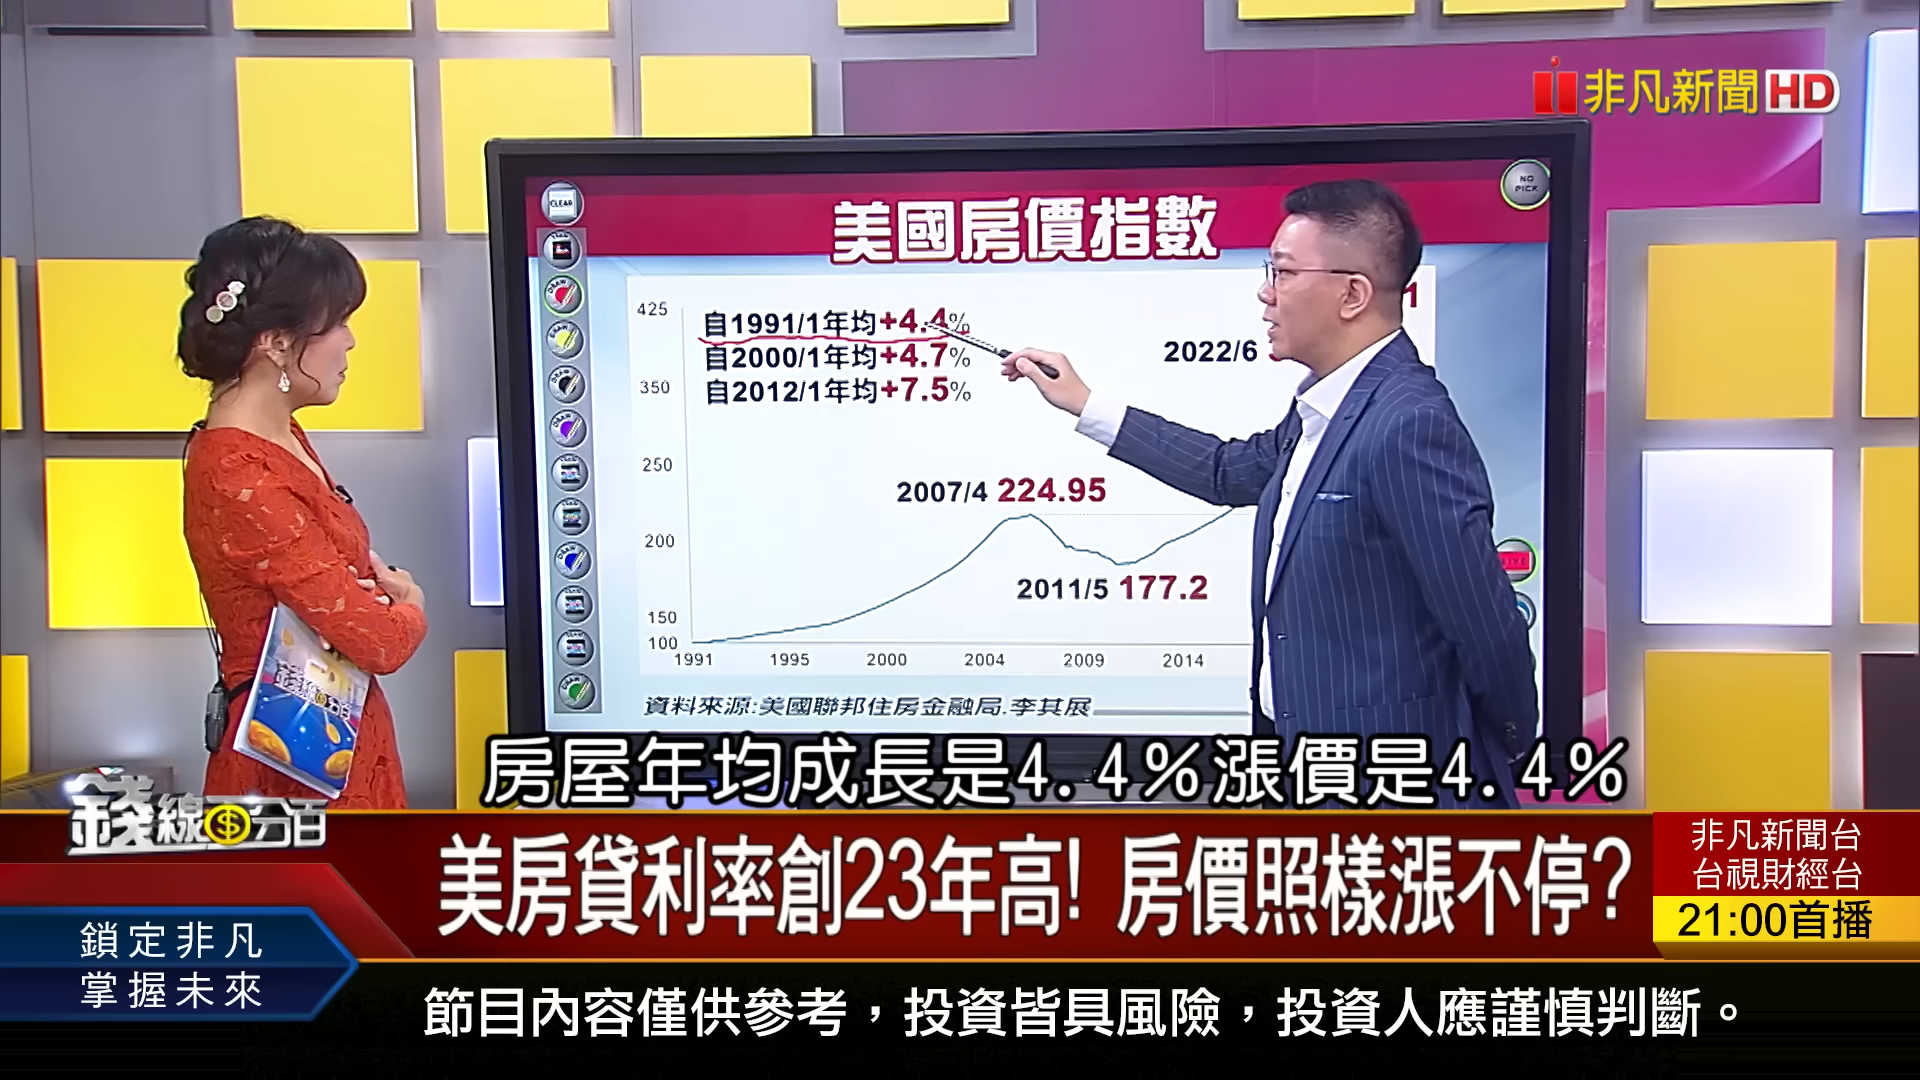 非凡新聞HD
NO PICK
CLEAR
美國房價指數
425
自1991/1年均+4.4%
自2000/1年均+4.7%
自2012/1年均+7.5%
2022/6
1
350
250
2007/4 224.95
200
2011/5 177.2
150
100
1991 1995 2000 2004 2009 2014
資料來源:美國聯邦住房金融局.李其展
房屋年均成長是4.4%漲價是4.4%
錢線百分百
美房貸利率創23年高! 房價照樣漲不停?
非凡新聞台
台視財經台
21:00首播
鎖定非凡
掌握未來
節目內容僅供參考,投資皆具風險,投資人應謹慎判斷。